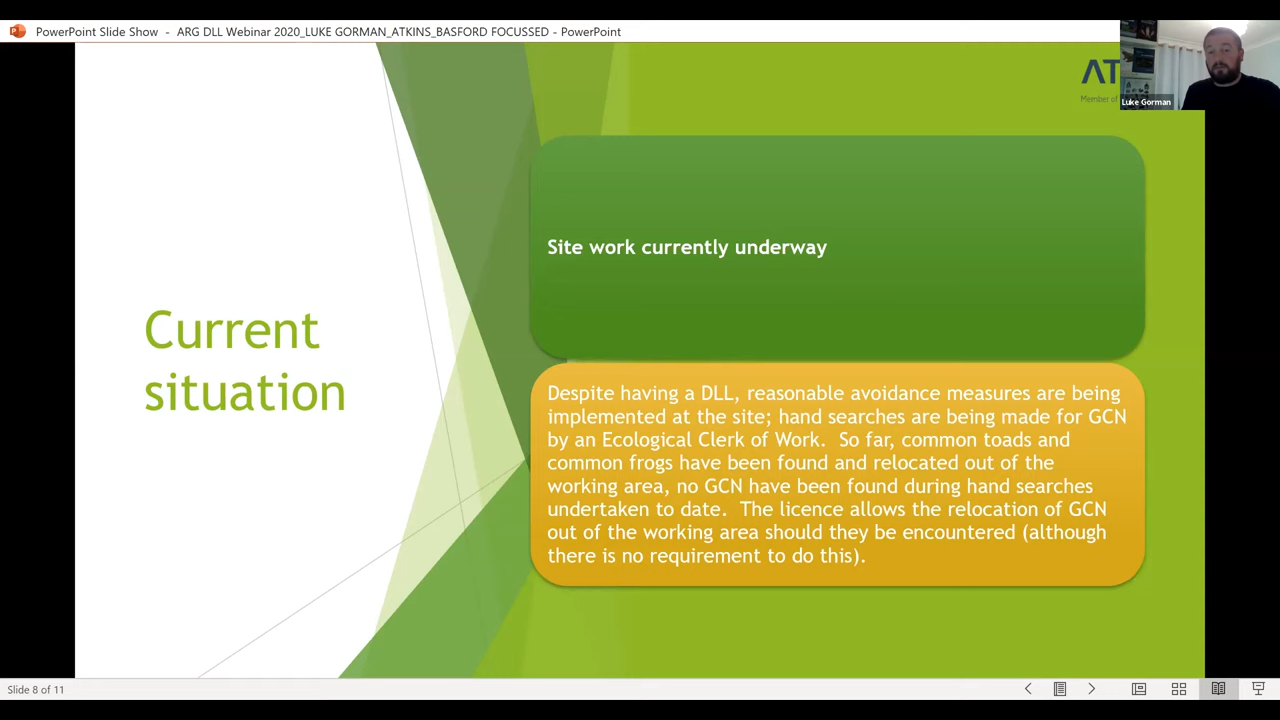 PowerPoint Slide Show - ARG DLL Webinar 2020_LUKE GORMAN_ATKINS_BASFORD FOCUSSED - PowerPoint
AT
Member of
Luke Gorman
Current
situation
Site work currently underway
Despite having a DLL, reasonable avoidance measures are being
implemented at the site; hand searches are being made for GCN
by an Ecological Clerk of Work.  So far, common toads and
common frogs have been found and relocated out of the
working area, no GCN have been found during hand searches
undertaken to date.  The licence allows the relocation of GCN
out of the working area should they be encountered (although
there is no requirement to do this).
Slide 8 of 11